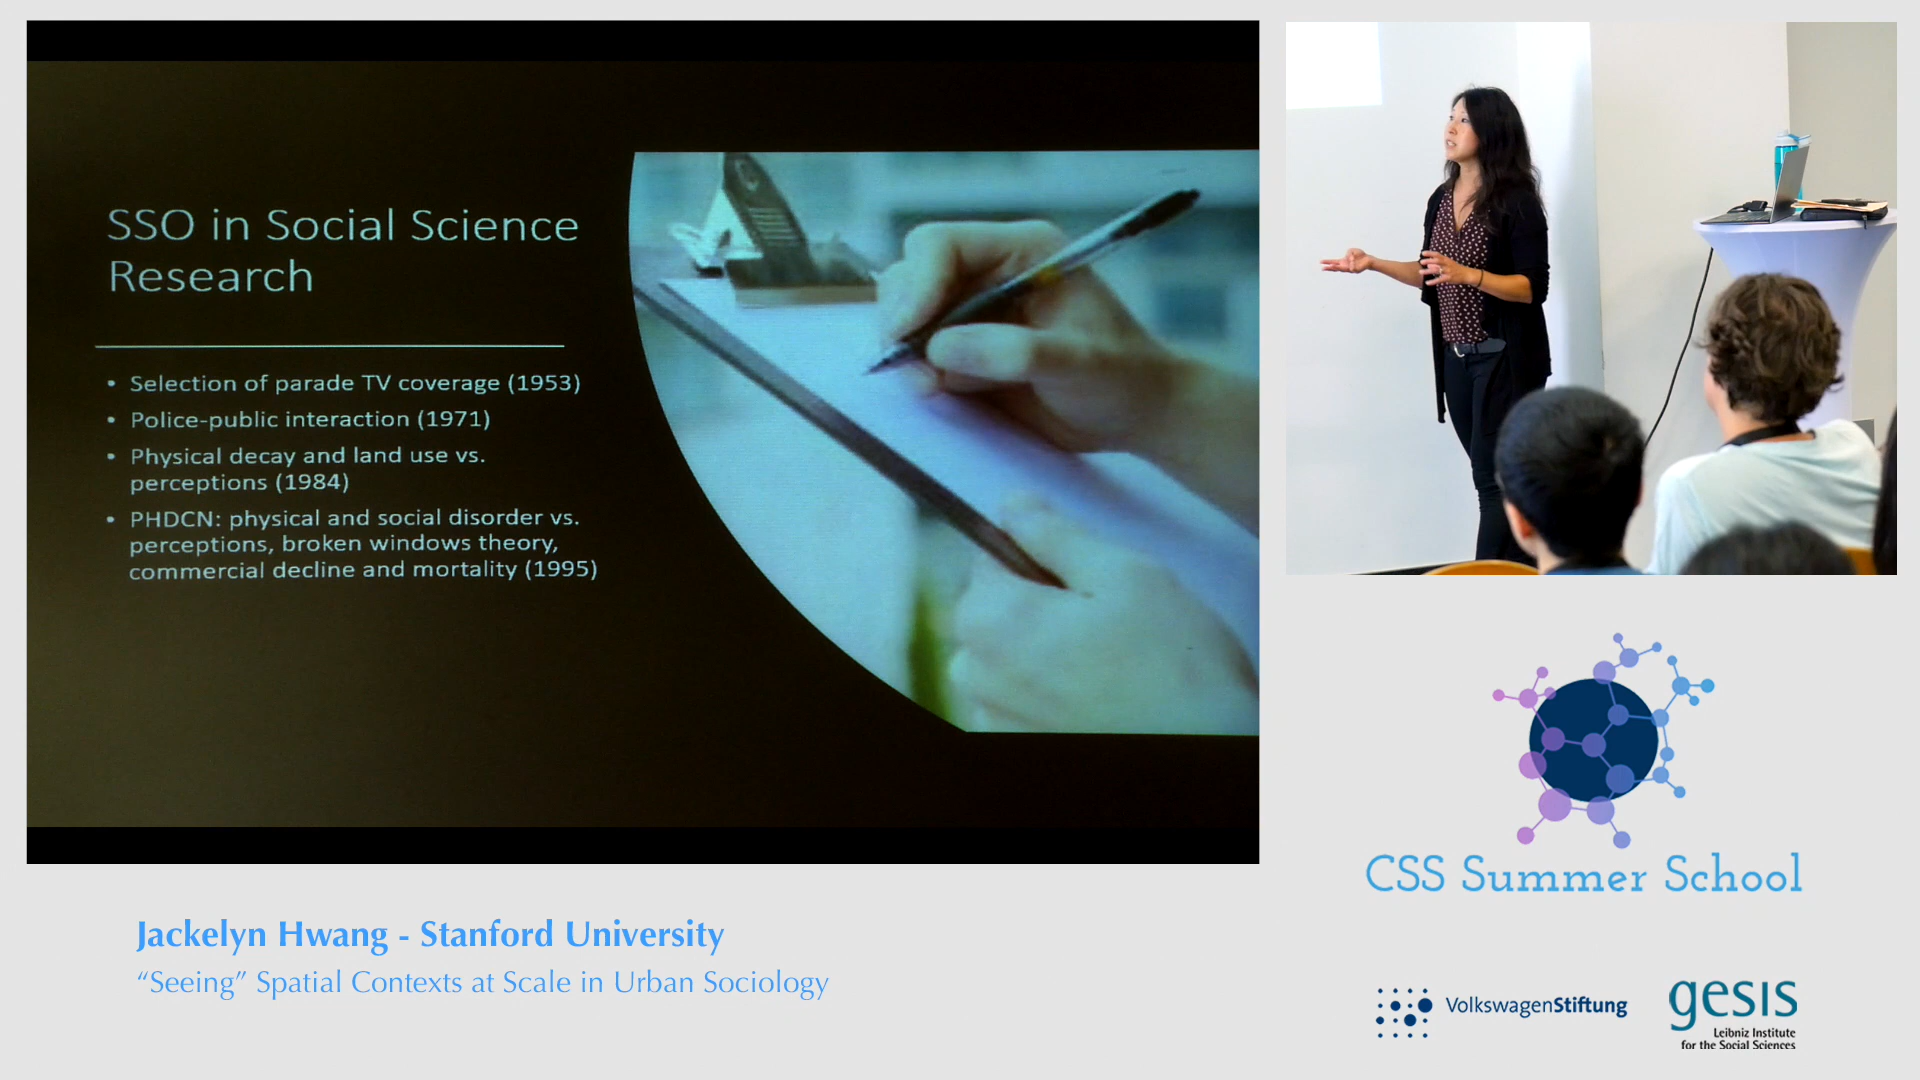 SSO in Social Science
Research
• Selection of parade TV coverage (1953)
• Police-public interaction (1971)
• Physical decay and land use vs.
perceptions (1984)
• PHDCN: physical and social disorder vs.
perceptions, broken windows theory,
commercial decline and mortality (1995)
CSS Summer School
Jackelyn Hwang - Stanford University
“Seeing” Spatial Contexts at Scale in Urban Sociology
VolkswagenStiftung
gesis
Leibniz Institute
for the Social Sciences